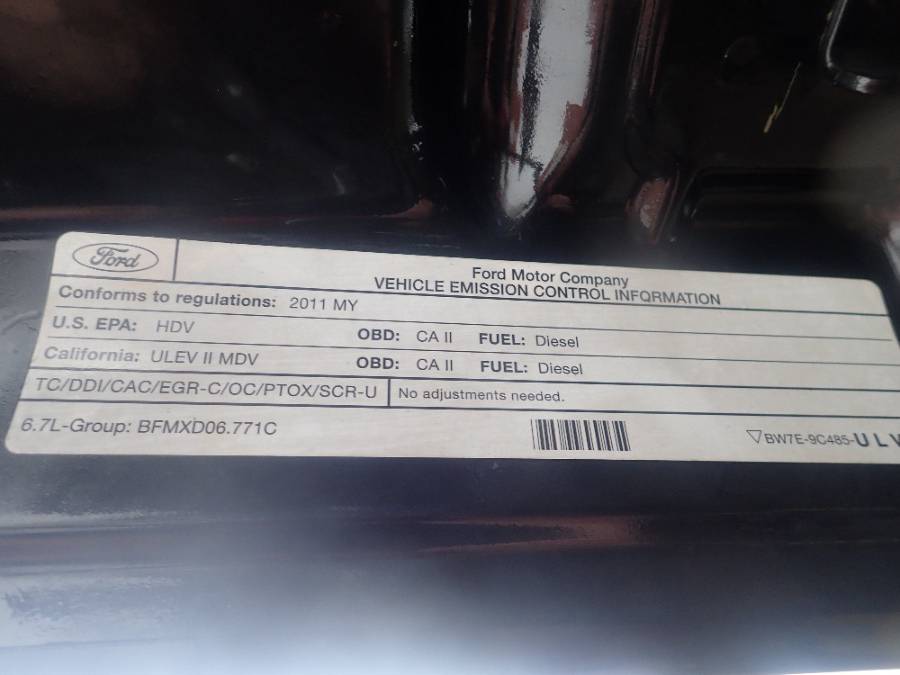 Ford
Ford Motor Company
VEHICLE EMISSION CONTROL INFORMATION
Conforms to regulations: 2011 MY
U.S. EPA: HDV OBD: CA II FUEL: Diesel
California: ULEV II MDV OBD: CA II FUEL: Diesel
TC/DDI/CAC/EGR-C/OC/PTOX/SCR-U No adjustments needed.
6.7L-Group: BFMXD06.771C BW7E-9C485-ULV